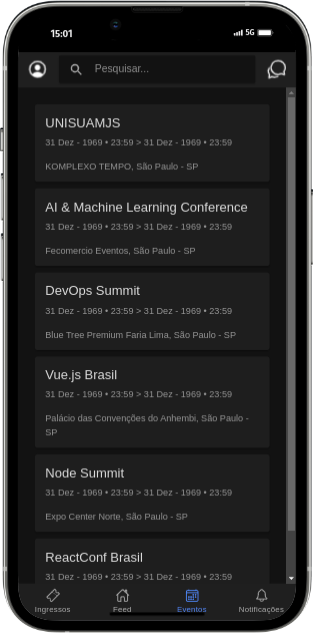 15:01
5G
Pesquisar...
UNISUAMJS
31 Dez - 1969 • 23:59 > 31 Dez - 1969 • 23:59
KOMPLEXO TEMPO, São Paulo - SP
AI & Machine Learning Conference
31 Dez - 1969 • 23:59 > 31 Dez - 1969 • 23:59
Fecomercio Eventos, São Paulo - SP
DevOps Summit
31 Dez - 1969 • 23:59 > 31 Dez - 1969 • 23:59
Blue Tree Premium Faria Lima, São Paulo - SP
Vue.js Brasil
31 Dez - 1969 • 23:59 > 31 Dez - 1969 • 23:59
Palácio das Convenções do Anhembi, São Paulo -
SP
Node Summit
31 Dez - 1969 • 23:59 > 31 Dez - 1969 • 23:59
Expo Center Norte, São Paulo - SP
ReactConf Brasil
31 Dez - 1969 • 23:59 > 31 Dez - 1969 • 23:59
Ingressos Feed Eventos Notificações